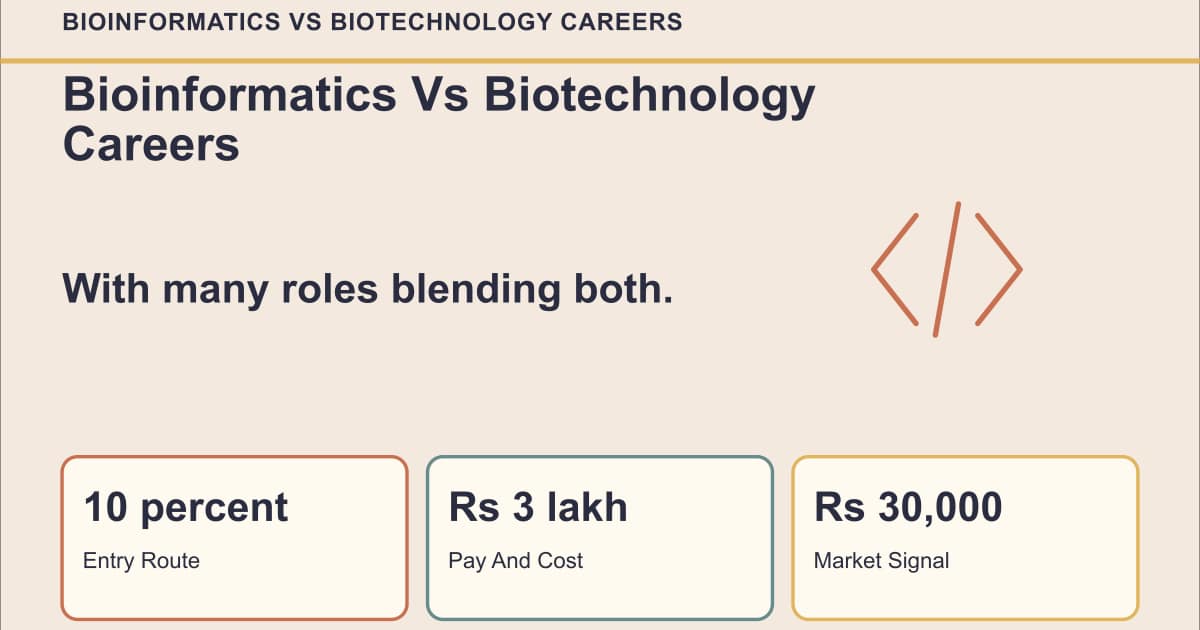 BIOINFORMATICS VS BIOTECHNOLOGY CAREERS
Bioinformatics Vs Biotechnology
Careers
With many roles blending both.
10 percent
Entry Route
Rs 3 lakh
Pay And Cost
Rs 30,000
Market Signal